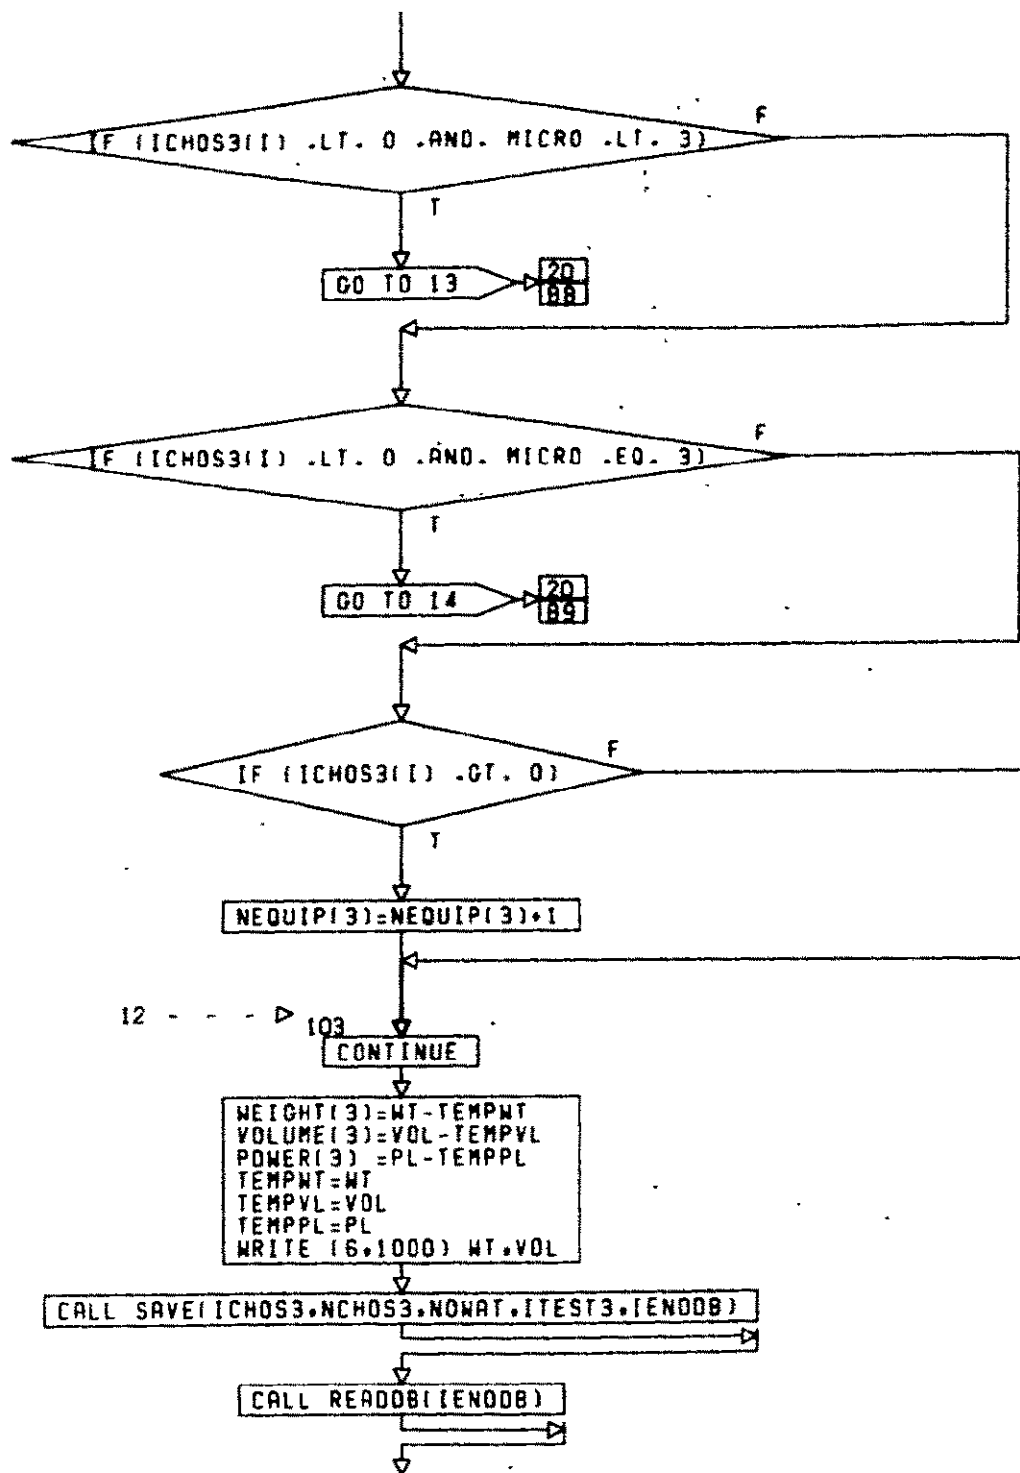 F
IF (ICHOS3(I) .LT. 0 .AND. MICRO .LT. 3)
T
GO TO 13
20
88
F
IF (ICHOS3(I) .LT. 0 .AND. MICRO .EQ. 3)
T
GO TO 14
20
89
F
IF (ICHOS3(I) .GT. 0)
T
NEQUIP(3)=NEQUIP(3)+1
12
103
CONTINUE
WEIGHT(3)=WT-TEMPWT
VOLUME(3)=VOL-TEMPVL
POWER(3) =PL-TEMPPL
TEMPWT=WT
TEMPVL=VOL
TEMPPL=PL
WRITE (6,1000) WT,VOL
CALL SAVE(ICHOS3,NCHOS3,NOWAT,ITEST3,IENDDB)
CALL READDB(IENDDB)